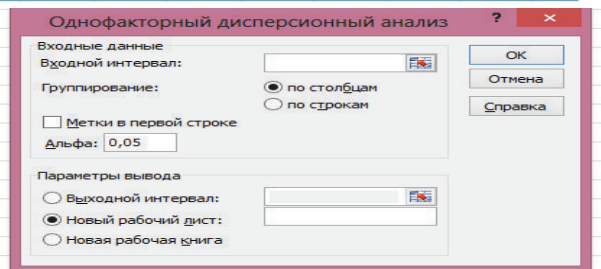 Однофакторный дисперсионный анализ
Входные данные
Входной интервал:
Группирование:
по столбцам
по строкам
Метки в первой строке
Альфа: 0,05
Параметры вывода
Выходной интервал:
Новый рабочий лист:
Новая рабочая книга
?
×
ОК
Отмена
Справка